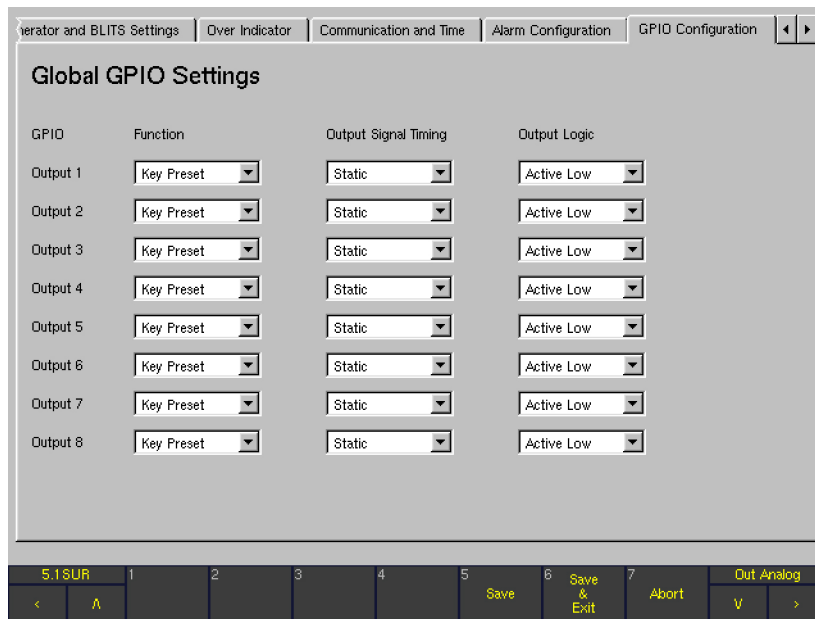 nerator and BLITS Settings Over Indicator Communication and Time Alarm Configuration GPIO Configuration
Global GPIO Settings
GPIO Function Output Signal Timing Output Logic
Output 1 Key Preset Static Active Low
Output 2 Key Preset Static Active Low
Output 3 Key Preset Static Active Low
Output 4 Key Preset Static Active Low
Output 5 Key Preset Static Active Low
Output 6 Key Preset Static Active Low
Output 7 Key Preset Static Active Low
Output 8 Key Preset Static Active Low
5.1SUR 1 2 3 4 5 6 7 Out Analog
< Λ Save Save & Exit Abort V >